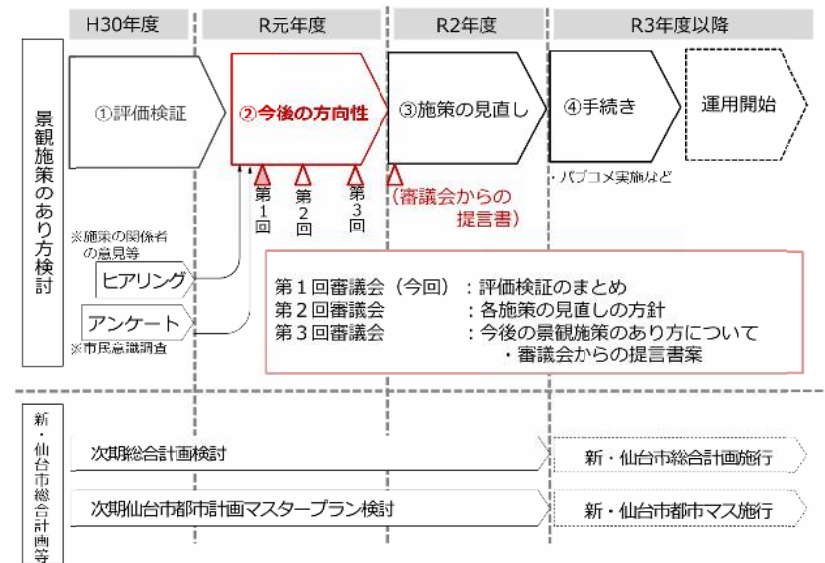 H30年度
R元年度
R2年度
R3年度以降
景観施策のあり方検討
①評価検証
②今後の方向性
③施策の見直し
④手続き
運用開始
・パブコメ実施など
第1回
第2回
第3回
(審議会からの
提言書)
※施策の関係者
の意見等
ヒアリング
アンケート
※市民意識調査
第1回審議会(今回):評価検証のまとめ
第2回審議会:各施策の見直しの方針
第3回審議会:今後の景観施策のあり方について
・審議会からの提言書案
新・仙台市総合計画等
次期総合計画検討
新・仙台市総合計画施行
次期仙台市都市計画マスタープラン検討
新・仙台市都市マス施行